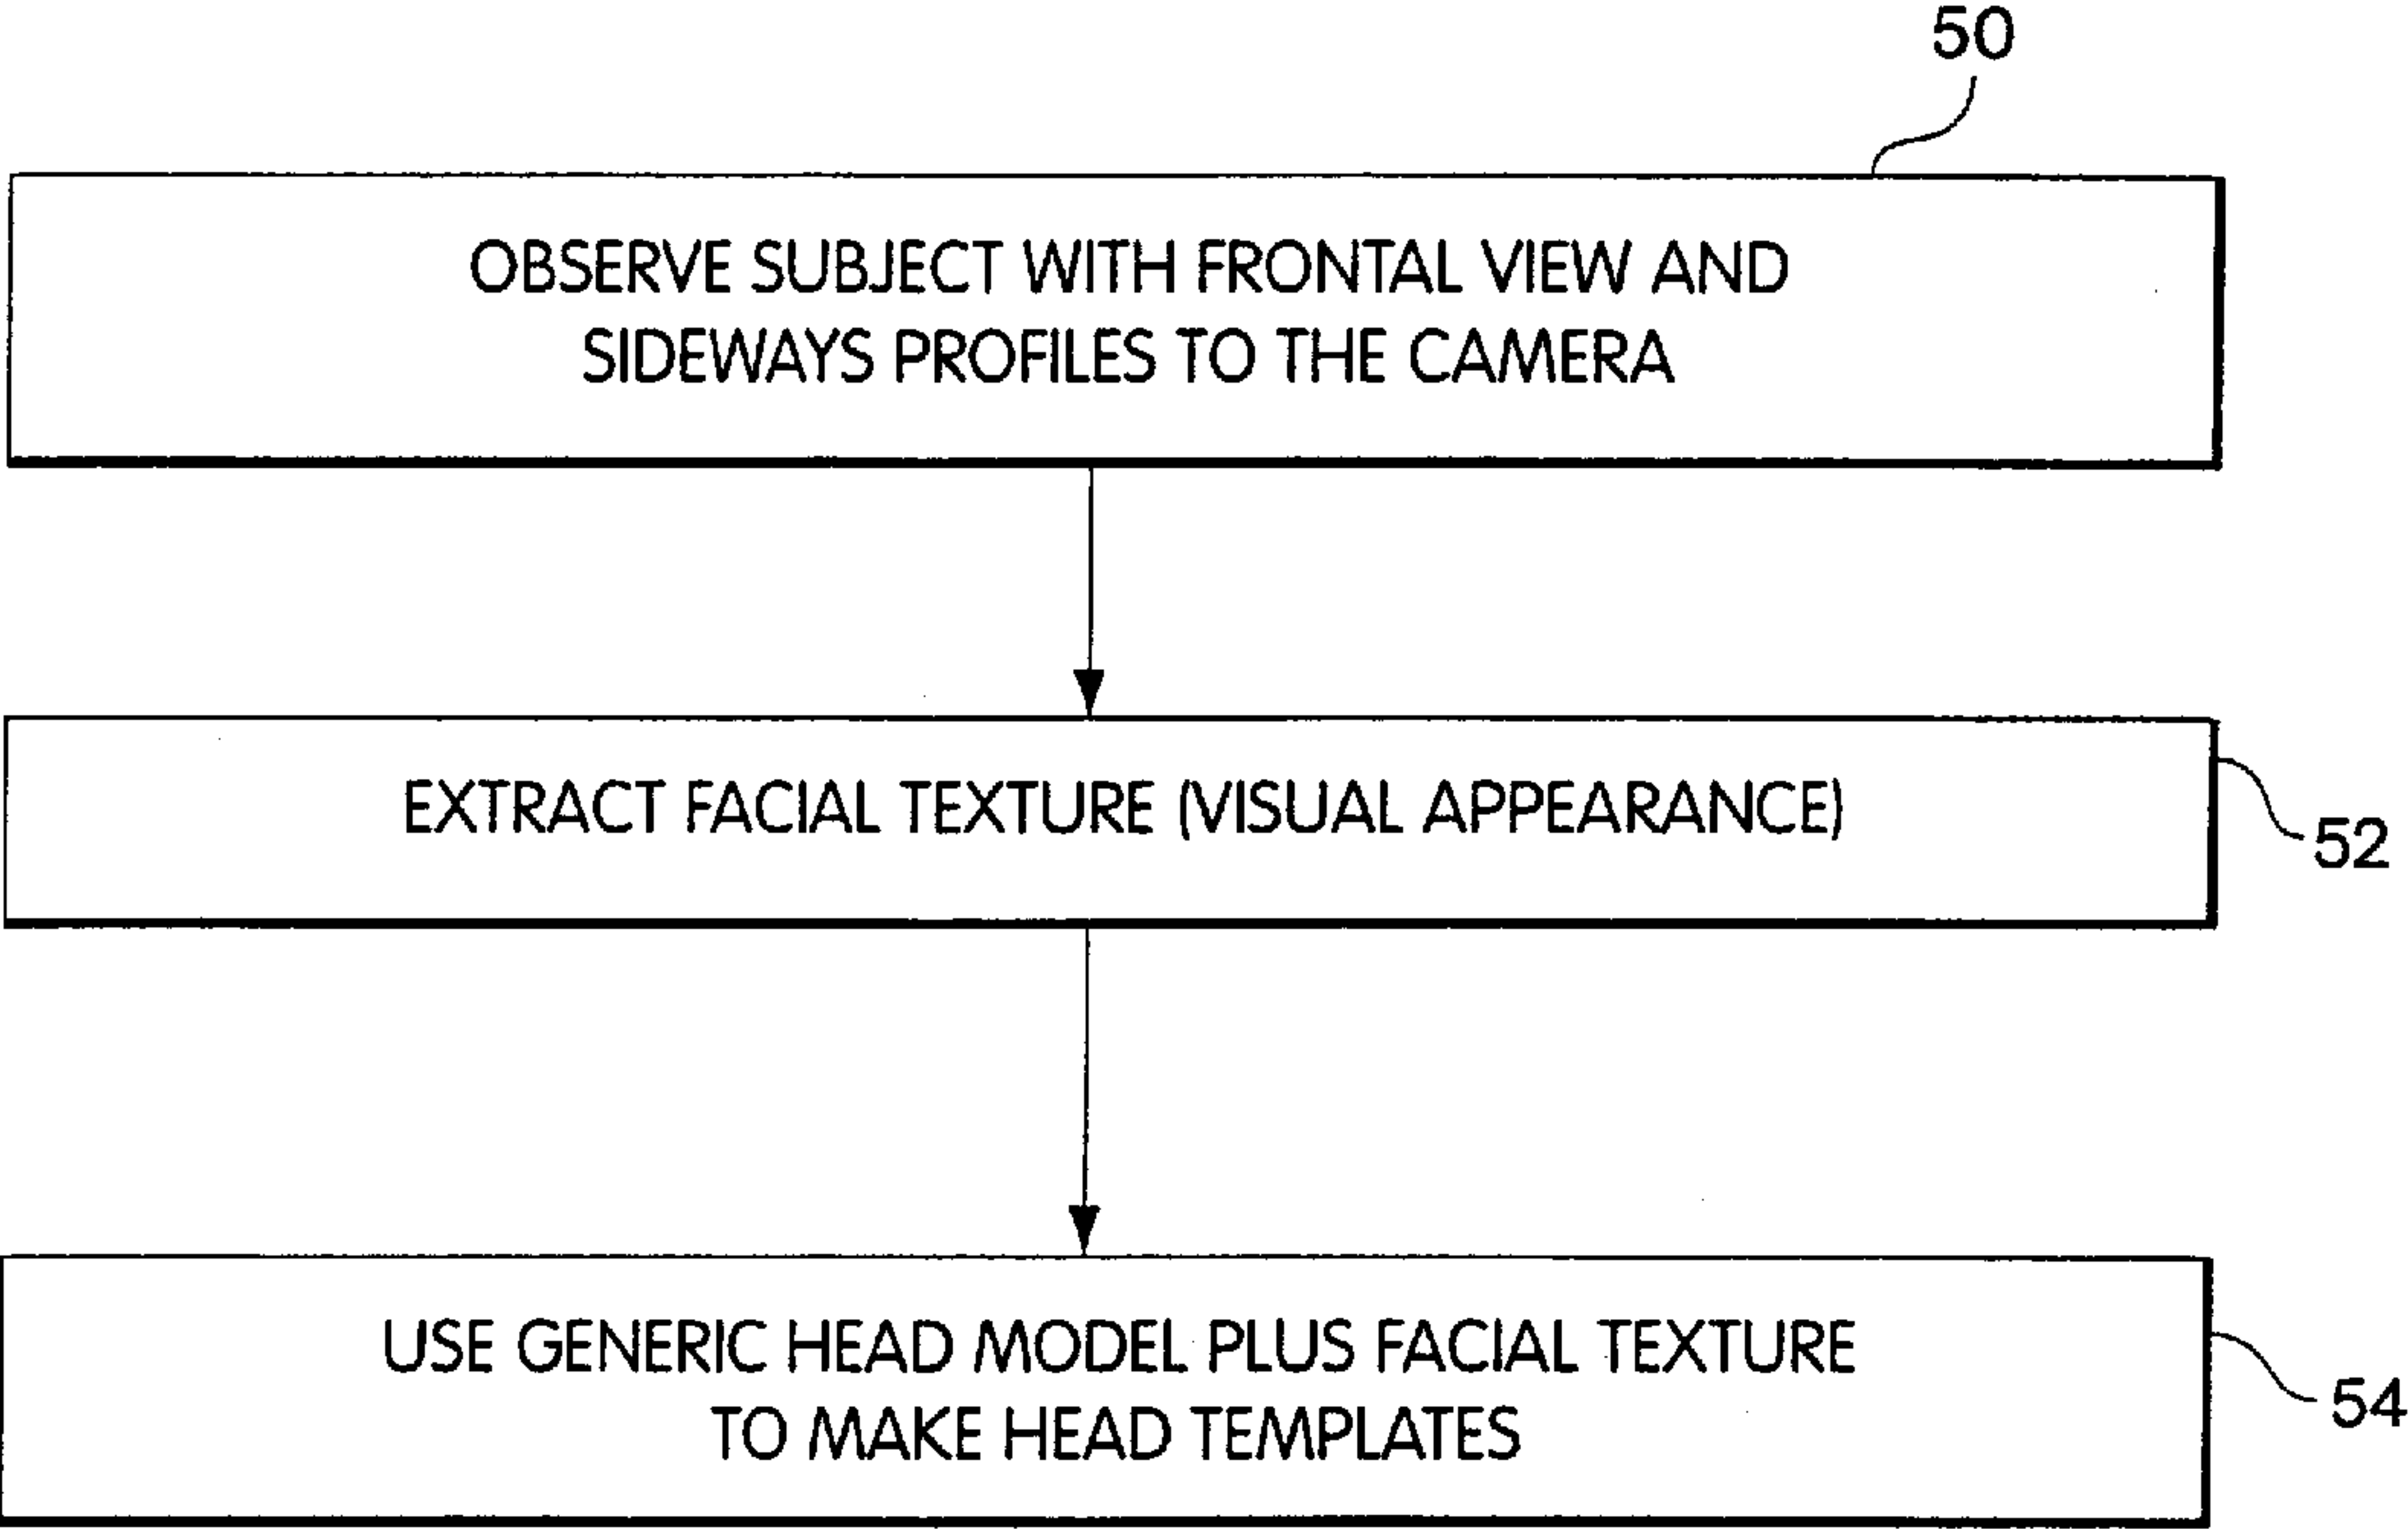 50
OBSERVE SUBJECT WITH FRONTAL VIEW AND
SIDEWAYS PROFILES TO THE CAMERA
EXTRACT FACIAL TEXTURE (VISUAL APPEARANCE)
52
USE GENERIC HEAD MODEL PLUS FACIAL TEXTURE
TO MAKE HEAD TEMPLATES
54